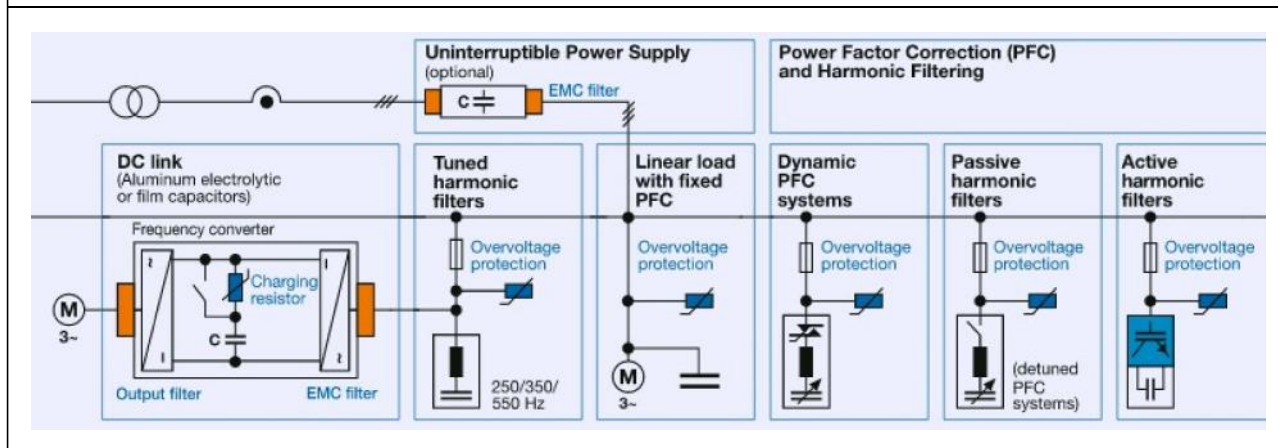 Uninterruptible Power Supply
(optional)
C
EMC filter
Power Factor Correction (PFC)
and Harmonic Filtering
DC link
(Aluminum electrolytic
or film capacitors)
Frequency converter
~
Charging
resistor
C
~
M
3~
Output filter
EMC filter
Tuned
harmonic
filters
Overvoltage
protection
250/350/
550 Hz
Linear load
with fixed
PFC
Overvoltage
protection
M
3~
Dynamic
PFC
systems
Overvoltage
protection
Passive
harmonic
filters
Overvoltage
protection
(detuned
PFC
systems)
Active
harmonic
filters
Overvoltage
protection